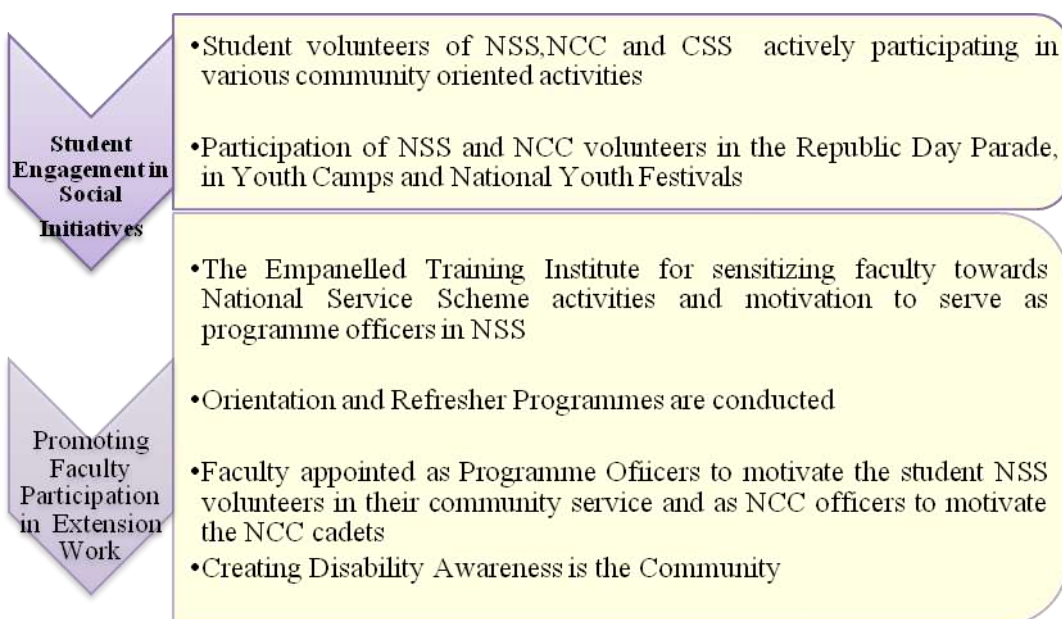 Student
Engagement in
Social
Initiatives
•Student volunteers of NSS,NCC and CSS actively participating in
various community oriented activities
•Participation of NSS and NCC volunteers in the Republic Day Parade,
in Youth Camps and National Youth Festivals
Promoting
Faculty
Participation
in Extension
Work
•The Empanelled Training Institute for sensitizing faculty towards
National Service Scheme activities and motivation to serve as
programme officers in NSS
•Orientation and Refresher Programmes are conducted
•Faculty appointed as Programme Officers to motivate the student NSS
volunteers in their community service and as NCC officers to motivate
the NCC cadets
•Creating Disability Awareness is the Community